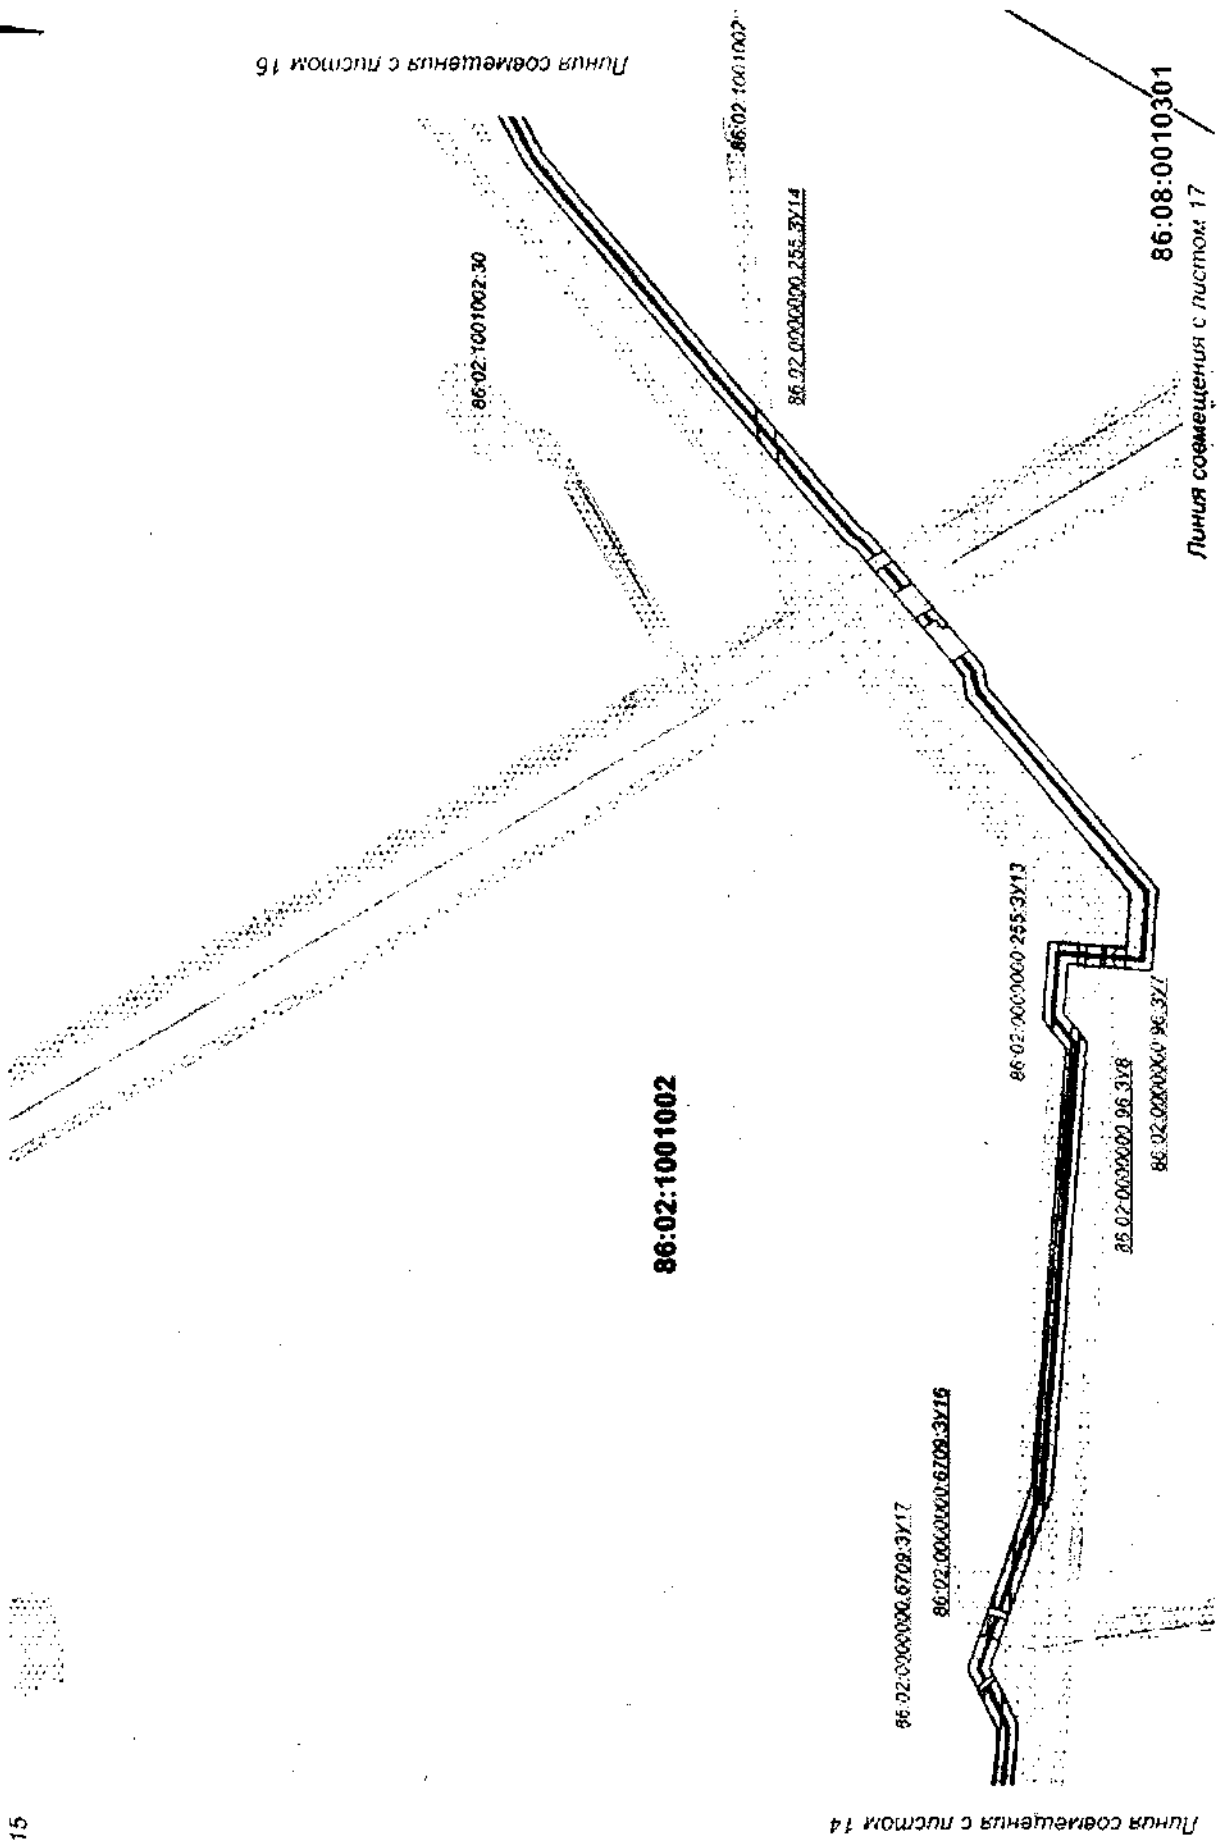 15
Линия совмещения с листом 16
86:02:1001002:30
86:02:1001002:
86:02:0000000:255:ЗУ14
86:08:0010301
Линия совмещения с листом 17
86:02:1001002
86:02:0000000:255:ЗУ13
86:02:0000000:96:ЗУ8
86:02:0000000:96:ЗУ7
86:02:0000000:6709:ЗУ17
86:02:0000000:6709:ЗУ16
Линия совмещения с листом 14